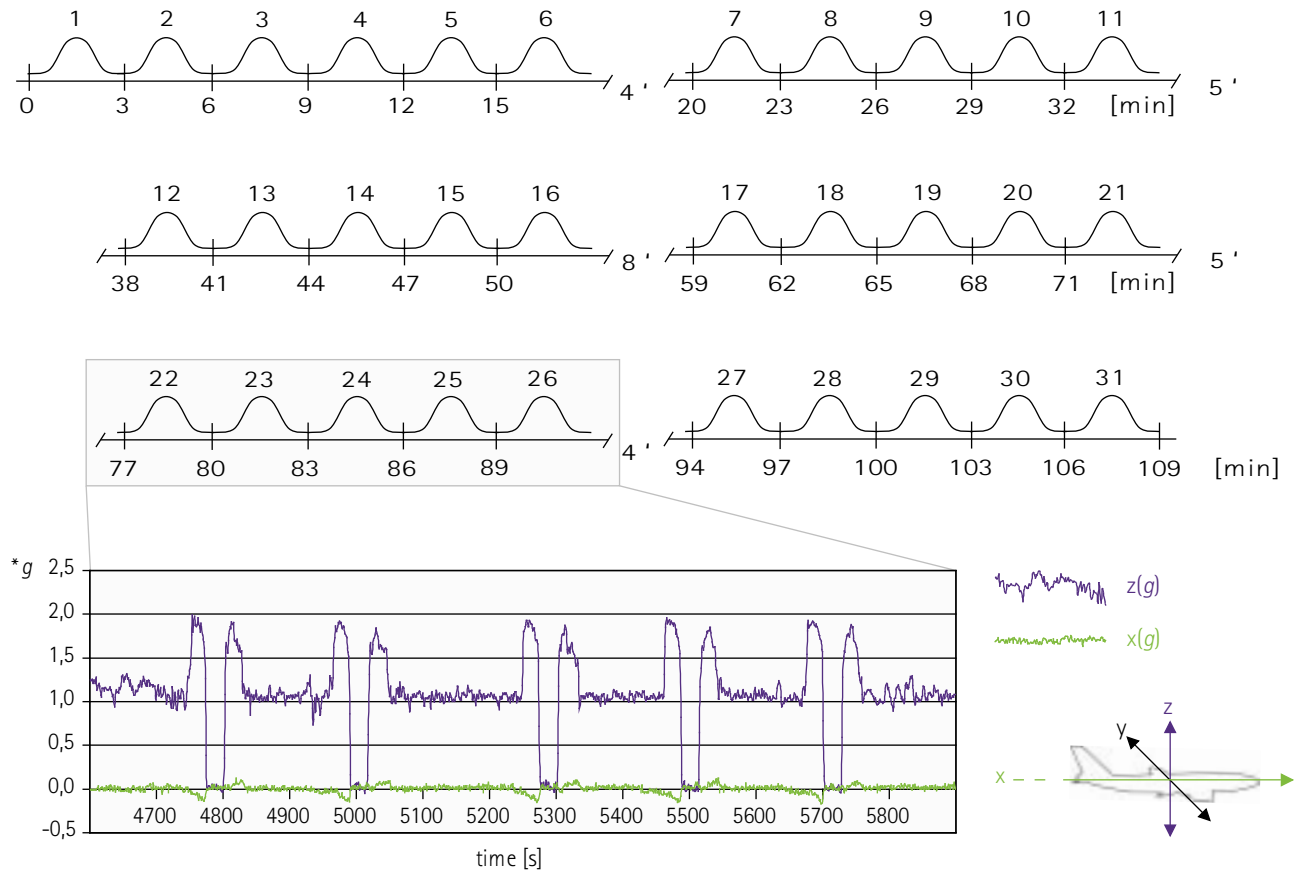 1 2 3 4 5 6 7 8 9 10 11
4 ' 5 '
0 3 6 9 12 15 20 23 26 29 32 [min]
12 13 14 15 16 17 18 19 20 21
8 ' 5 '
38 41 44 47 50 59 62 65 68 71 [min]
22 23 24 25 26 27 28 29 30 31
4 '
77 80 83 86 89 94 97 100 103 106 109 [min]
*g 2,5
2,0
1,5
1,0
0,5
0,0
-0,5
4700 4800 4900 5000 5100 5200 5300 5400 5500 5600 5700 5800
time [s]
z(g)
x(g)
z
y
x